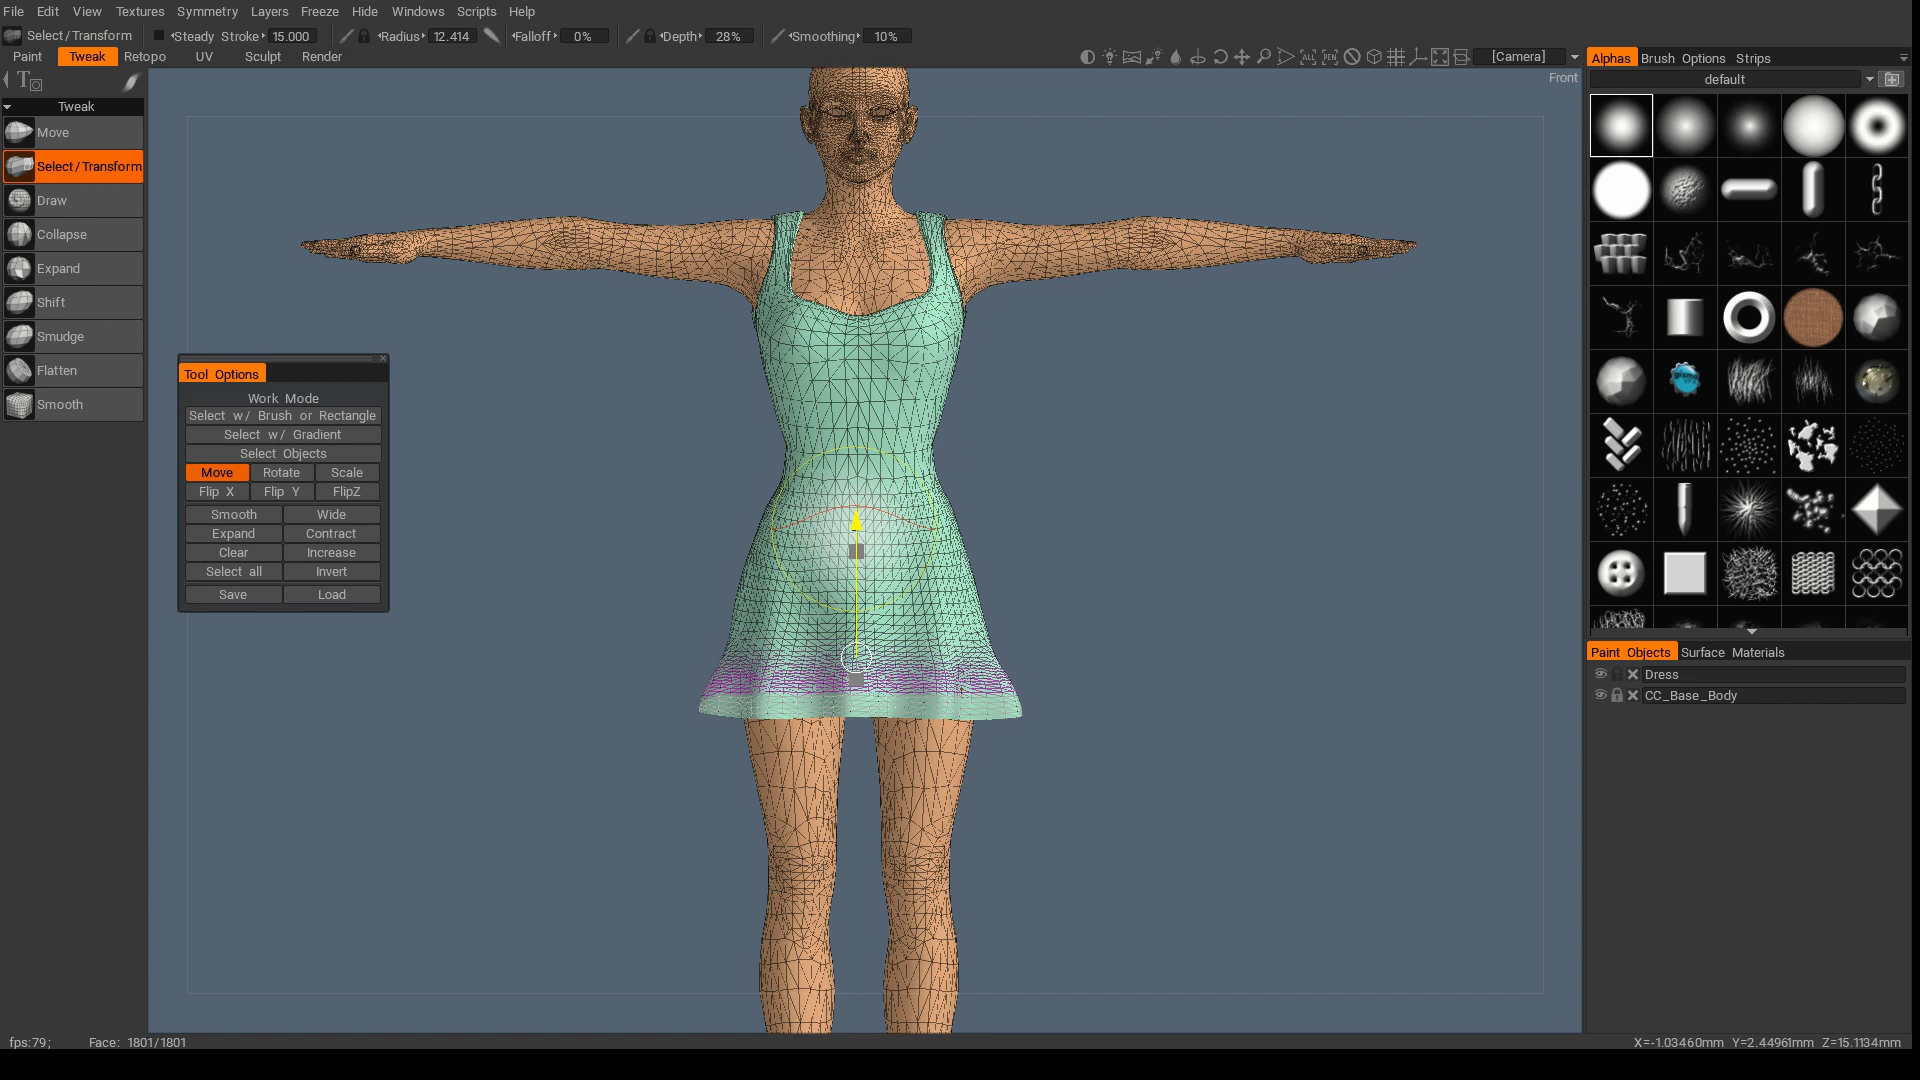 File Edit View Textures Symmetry Layers Freeze Hide Windows Scripts Help
Select/Transform Steady Stroke 15.000 Radius 12.414 Falloff 0% Depth 28% Smoothing 10%
Paint Tweak Retopo UV Sculpt Render ALL PEN [Camera]
Alphas Brush Options Strips
default
Front
Tweak
Move
Select/Transform
Draw
Collapse
Expand
Shift
Smudge
Flatten
Smooth
Tool Options
Work Mode
Select w/ Brush or Rectangle
Select w/ Gradient
Select Objects
Move Rotate Scale
Flip X Flip Y FlipZ
Smooth Wide
Expand Contract
Clear Increase
Select all Invert
Save Load
Paint Objects Surface Materials
Dress
CC_Base_Body
fps:79; Face: 1801/1801 X=-1.03460mm Y=2.44961mm Z=15.1134mm